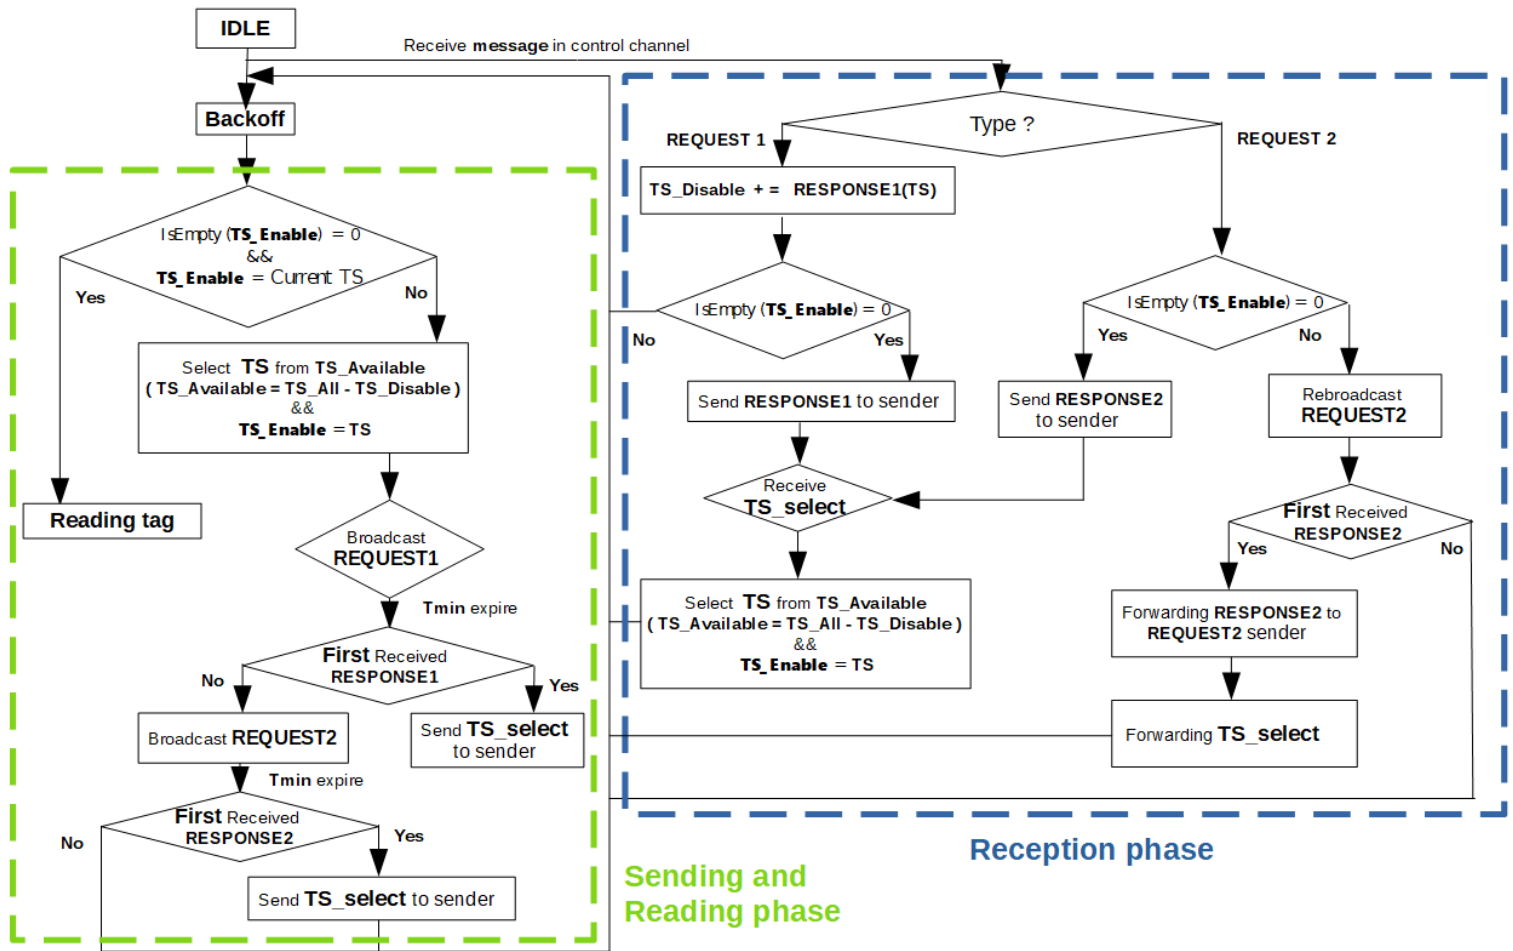 IDLE
Receive message in control channel
Backoff
Type ?
REQUEST 1
REQUEST 2
TS_Disable + = RESPONSE1(TS)
IsEmpty (TS_Enable) = 0
&&
TS_Enable = Current TS
Yes
No
IsEmpty (TS_Enable) = 0
No
Yes
IsEmpty (TS_Enable) = 0
Yes
No
Select TS from TS_Available
( TS_Available = TS_All - TS_Disable )
&&
TS_Enable = TS
Send RESPONSE1 to sender
Send RESPONSE2
to sender
Rebroadcast
REQUEST2
Reading tag
Receive
TS_select
First Received
RESPONSE2
Yes
No
Broadcast
REQUEST1
Tmin expire
Select TS from TS_Available
( TS_Available = TS_All - TS_Disable )
&&
TS_Enable = TS
Forwarding RESPONSE2 to
REQUEST2 sender
First Received
RESPONSE1
No
Yes
Broadcast REQUEST2
Send TS_select
to sender
Forwarding TS_select
Tmin expire
First Received
RESPONSE2
No
Yes
Send TS_select to sender
Reception phase
Sending and
Reading phase